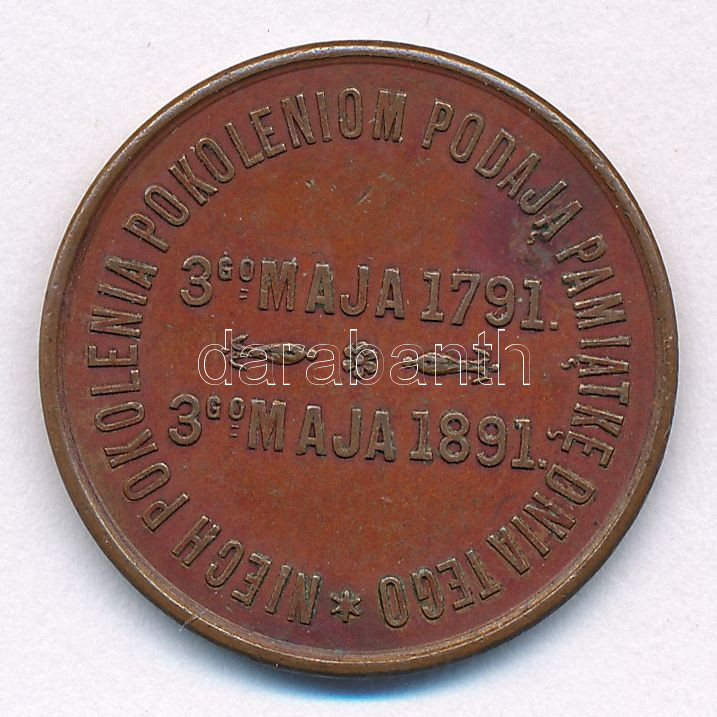 NIECH POKOLENIA POKOLENIOM PODAJĄ PAMIĄTKĘ DNIA TEGO *
3GO MAJA 1791.
darabanth
3GO MAJA 1891.